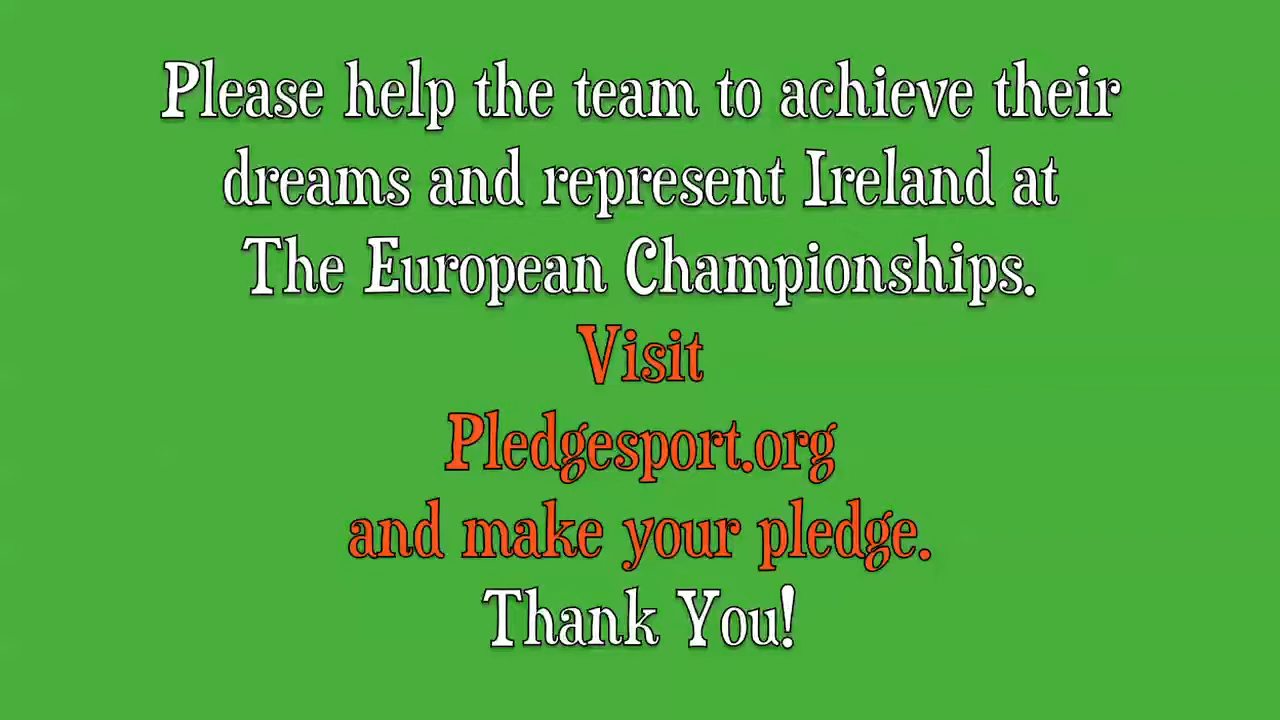 Please help the team to achieve their
dreams and represent Ireland at
The European Championships.
Visit
Pledgesport.org
and make your pledge.
Thank You!